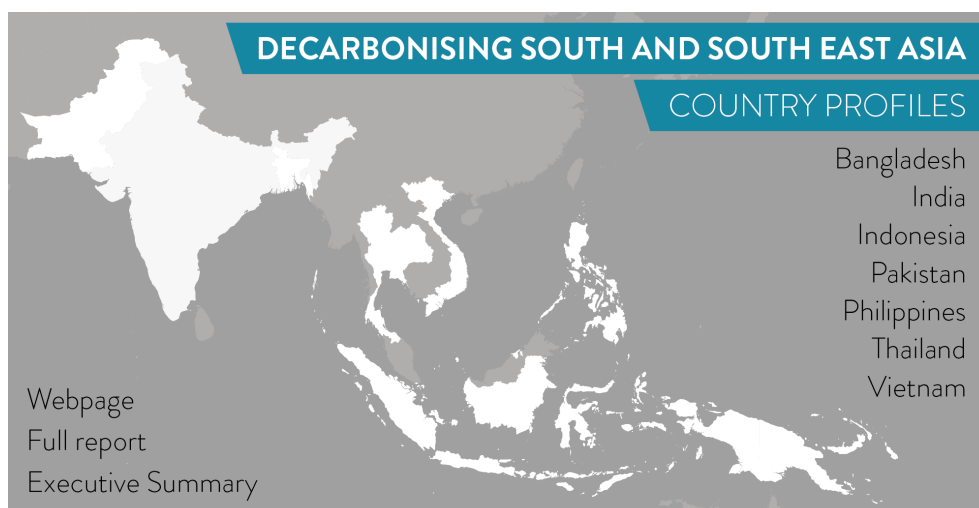 DECARBONISING SOUTH AND SOUTH EAST ASIA
COUNTRY PROFILES
Bangladesh
India
Indonesia
Pakistan
Philippines
Thailand
Vietnam
Webpage
Full report
Executive Summary